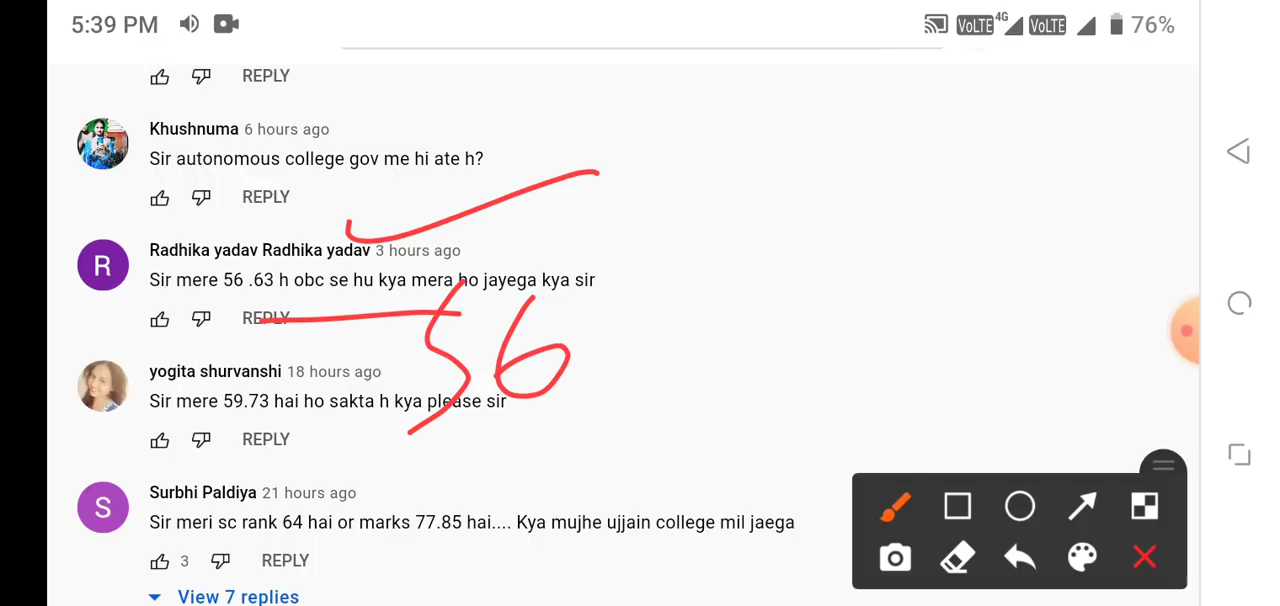 5:39 PM VoLTE 4G VoLTE 76%
REPLY
Khushnuma 6 hours ago
Sir autonomous college gov me hi ate h?
REPLY
Radhika yadav Radhika yadav 3 hours ago
Sir mere 56 .63 h obc se hu kya mera ho jayega kya sir
REPLY
56
R
yogita shurvanshi 18 hours ago
Sir mere 59.73 hai ho sakta h kya please sir
REPLY
Surbhi Paldiya 21 hours ago
S
Sir meri sc rank 64 hai or marks 77.85 hai.... Kya mujhe ujjain college mil jaega
3 REPLY
View 7 replies